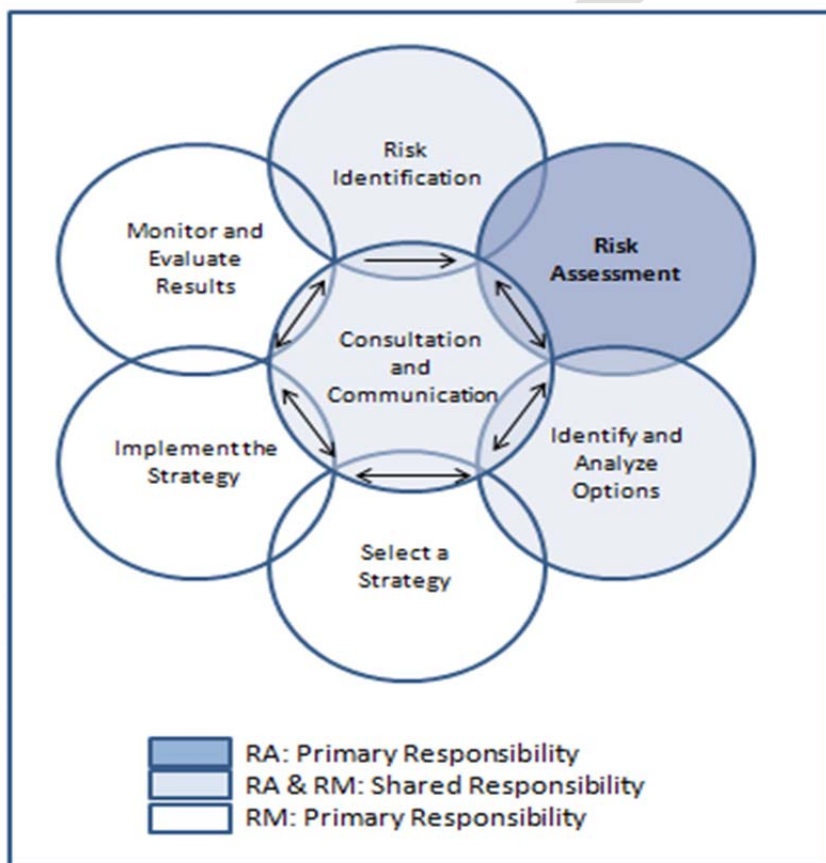 Risk
Identification
Risk
Assessment
Monitor and
Evaluate
Results
Consultation
and
Communication
Identify and
Analyze
Options
Implement the
Strategy
Select a
Strategy
RA: Primary Responsibility
RA & RM: Shared Responsibility
RM: Primary Responsibility